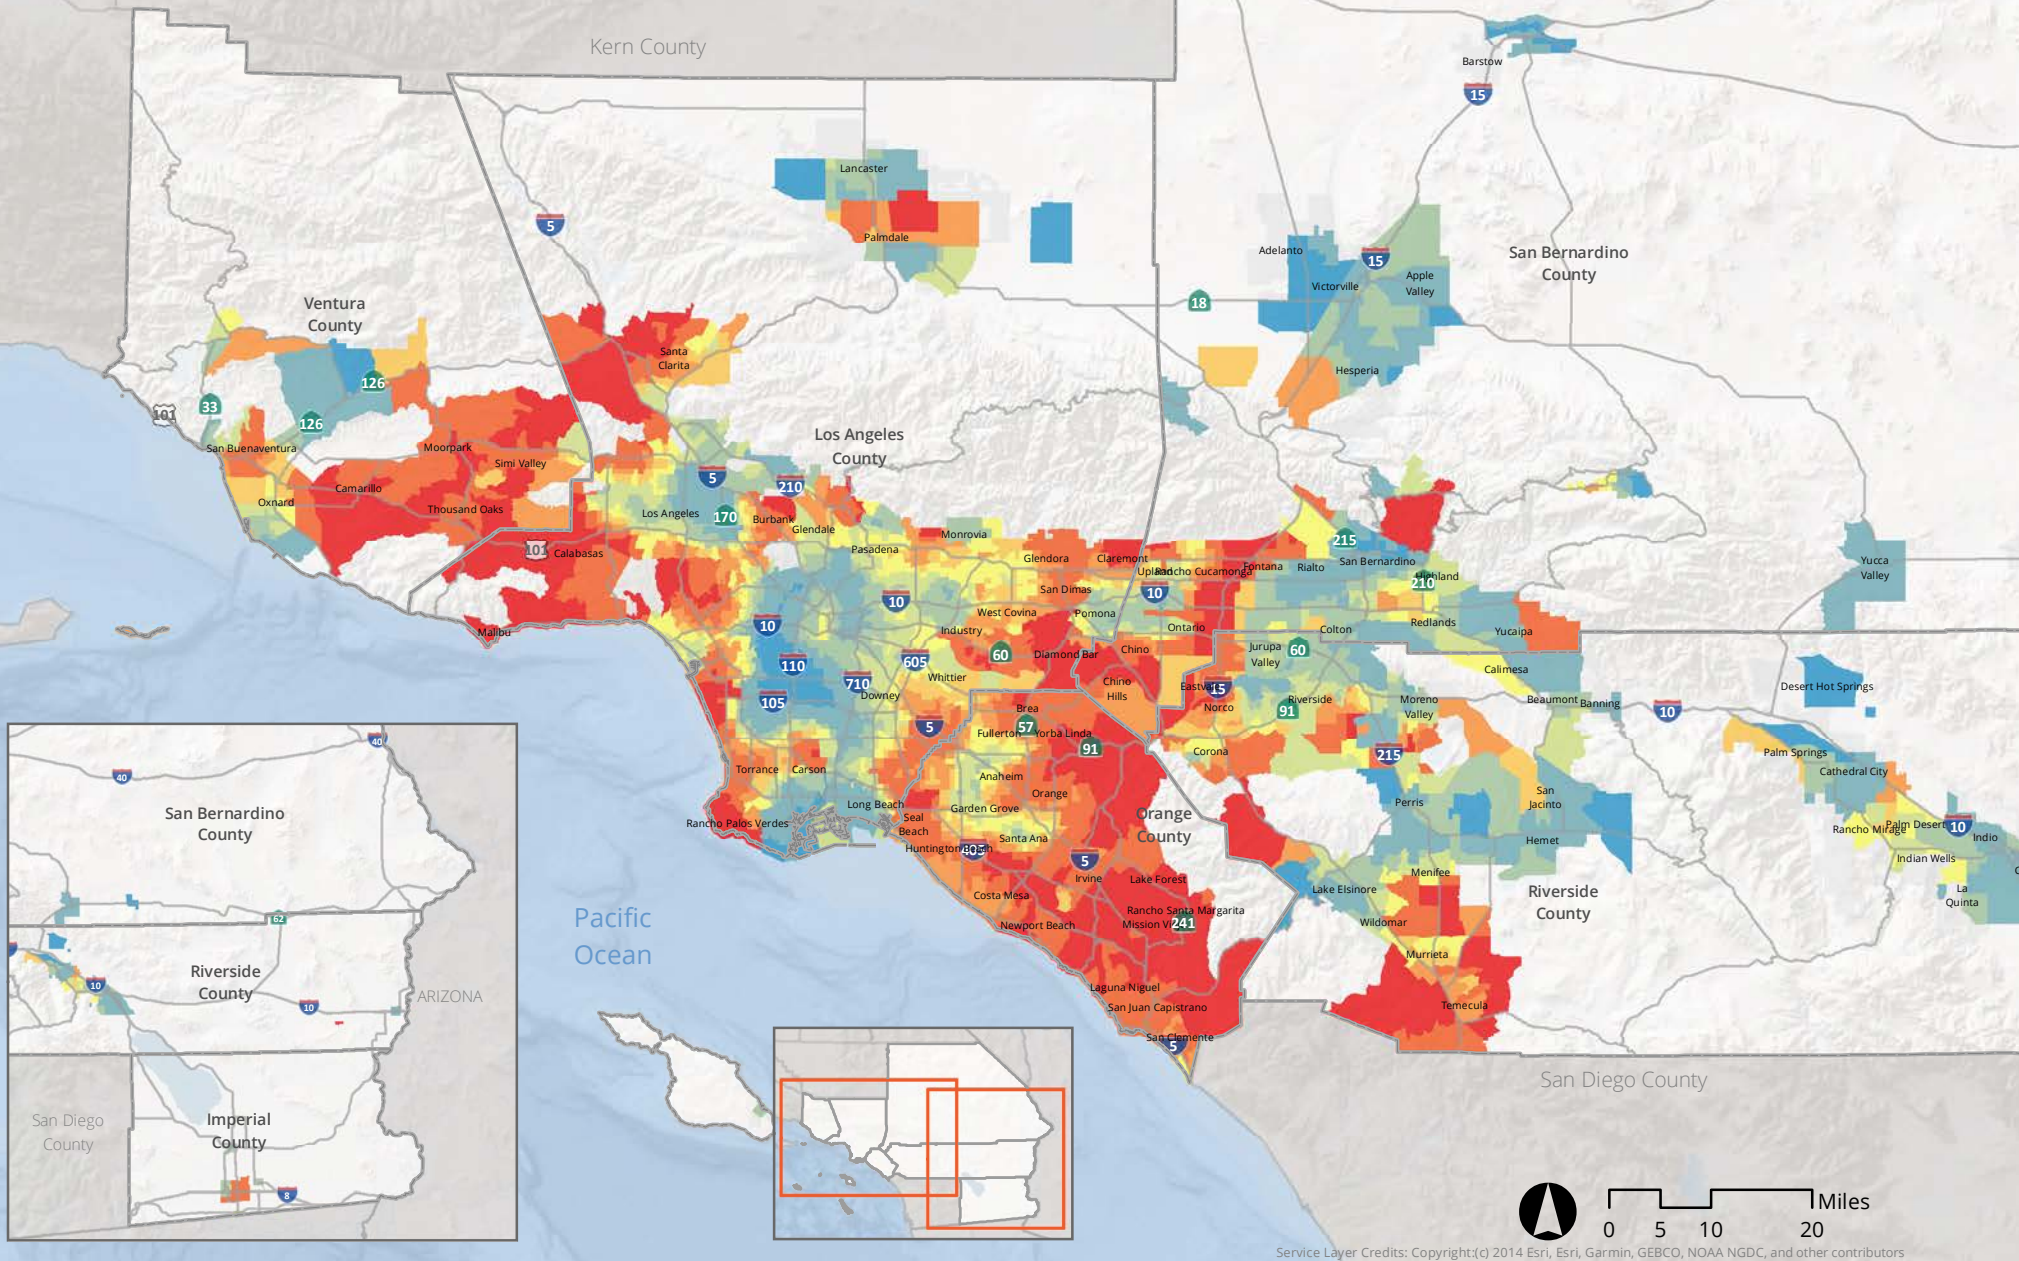 Kern County
Barstow
15
Lancaster
5
Palmdale
Adelanto
15
San Bernardino
County
Apple
Valley
Victorville
18
Ventura
County
Santa
Clarita
Hesperia
126
33
101
126
Los Angeles
County
San Buenaventura
Moorpark
Simi Valley
5
210
Camarillo
Oxnard
Thousand Oaks
Los Angeles
170
Burbank
Glendale
Monrovia
215
101
Calabasas
Pasadena
Glendora
Claremont
Upland
Rancho Cucamonga
Fontana
Rialto
San Bernardino
Highland
210
Yucca
Valley
10
San Dimas
10
West Covina
Pomona
10
Industry
Ontario
Colton
Redlands
Yucaipa
Malibu
110
605
60
Diamond Bar
Chino
Jurupa
Valley
60
Whittier
Calimesa
710
Downey
Chino
Hills
15
Norco
Riverside
91
Moreno
Valley
Beaumont
Banning
10
Desert Hot Springs
105
5
Brea
57
Fullerton
Yorba Linda
91
Corona
215
Palm Springs
Cathedral City
Torrance
Carson
Anaheim
Orange
Long Beach
Garden Grove
Orange
County
Perris
San
Jacinto
Rancho Palos Verdes
Seal
Beach
Santa Ana
Rancho Mirage
Palm Desert
10
Indio
Huntington Beach
405
5
Irvine
Lake Forest
Hemet
Indian Wells
Menifee
Lake Elsinore
La
Quinta
Costa Mesa
Riverside
County
Rancho Santa Margarita
Mission
241
Newport Beach
Wildomar
Murrieta
Laguna Niguel
San Juan Capistrano
Temecula
San Clemente
5
Pacific
Ocean
San Diego County
40
40
San Bernardino
County
62
Riverside
County
10
10
ARIZONA
San Diego
County
Imperial
County
8
Miles
0 5 10 20
Service Layer Credits: Copyright:(c) 2014 Esri, Esri, Garmin, GEBCO, NOAA NGDC, and other contributors